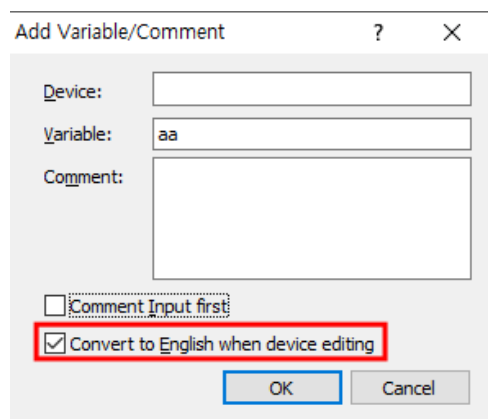 Add Variable/Comment ? ✕
Device:
Variable: aa
Comment:
Comment Input first
Convert to English when device editing
OK Cancel